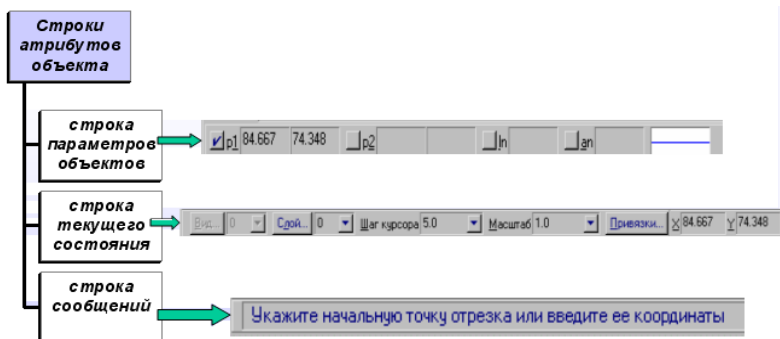 Строки
атрибутов
объекта
строка
параметров
объектов
p1 84.667 74.348 p2 ln an
строка
текущего
состояния
Вид... 0 Слой... 0 Шаг курсора 5.0 Масштаб 1.0 Привязки... X 84.667 Y 74.348
строка
сообщений
Укажите начальную точку отрезка или введите ее координаты